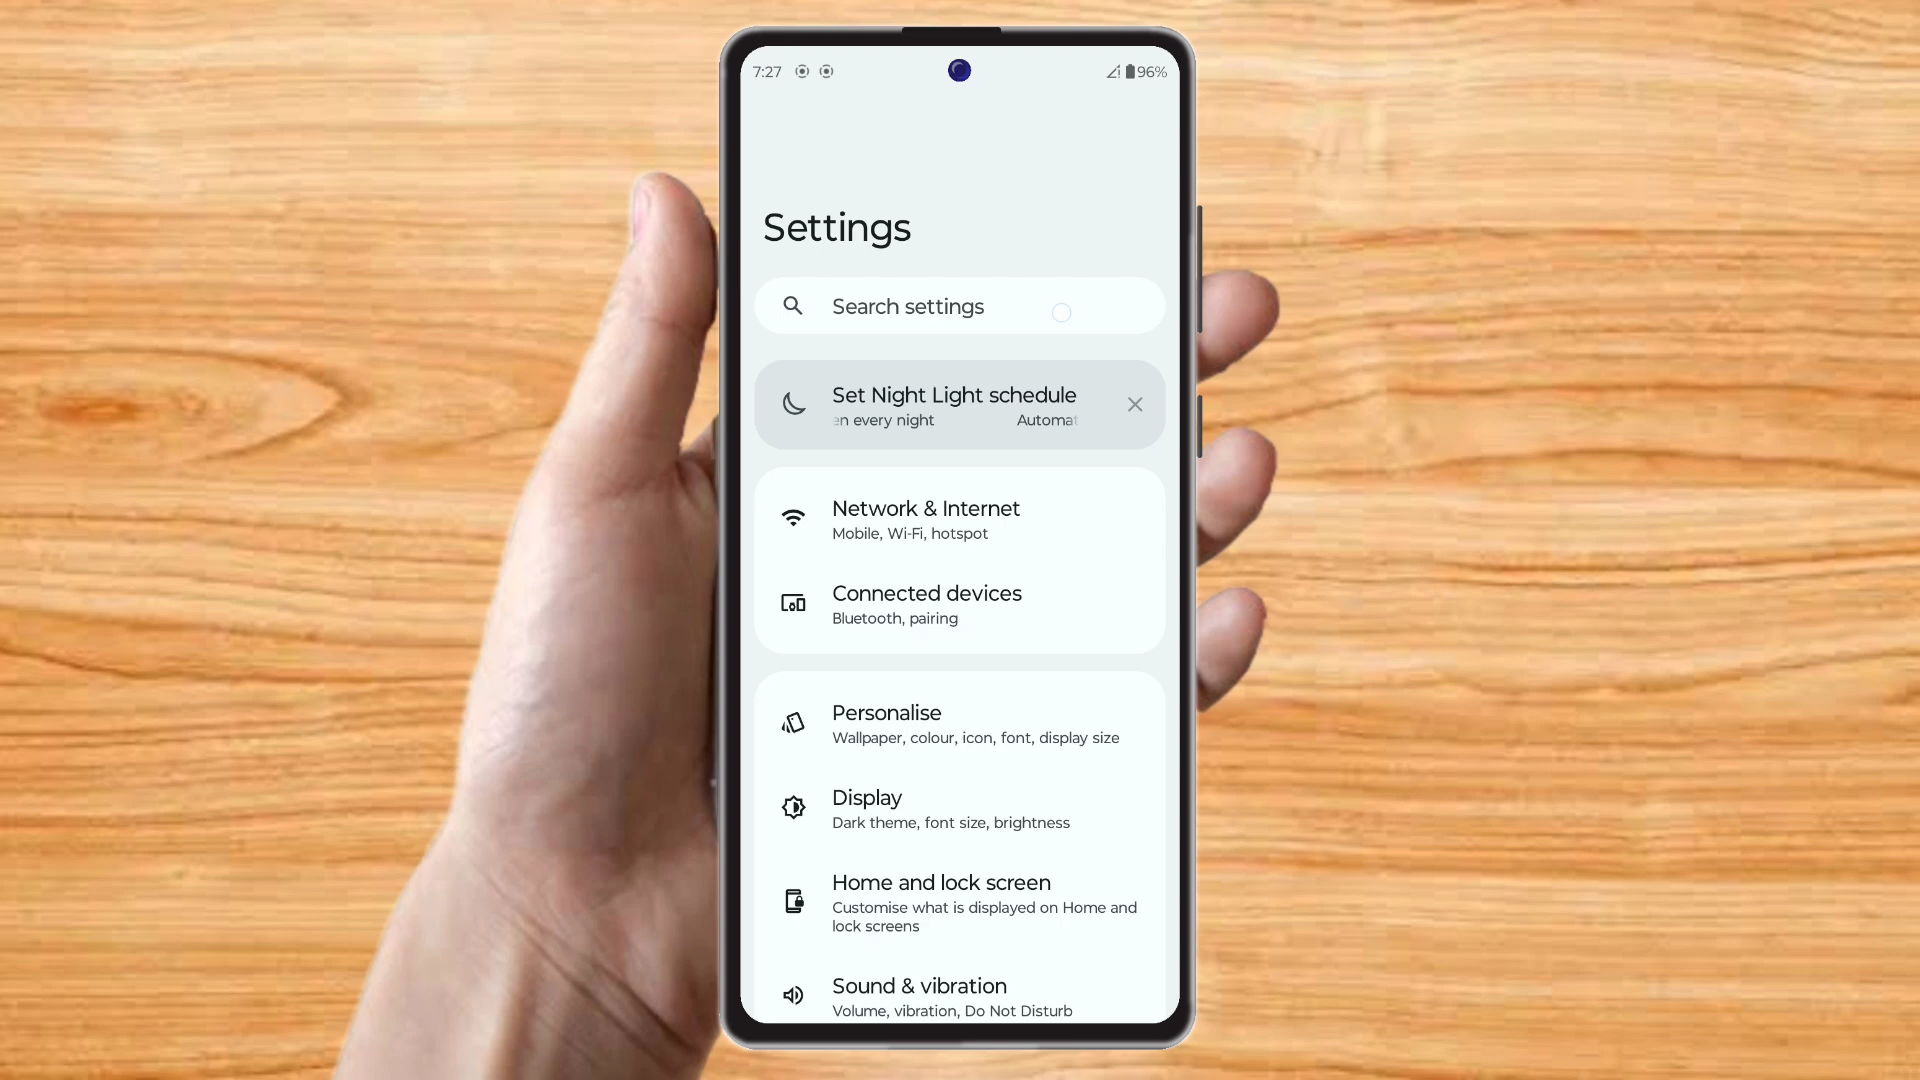 7:27 96%
Settings
Search settings
Set Night Light schedule
en every night Automat
Network & Internet
Mobile, Wi-Fi, hotspot
Connected devices
Bluetooth, pairing
Personalise
Wallpaper, colour, icon, font, display size
Display
Dark theme, font size, brightness
Home and lock screen
Customise what is displayed on Home and
lock screens
Sound & vibration
Volume, vibration, Do Not Disturb